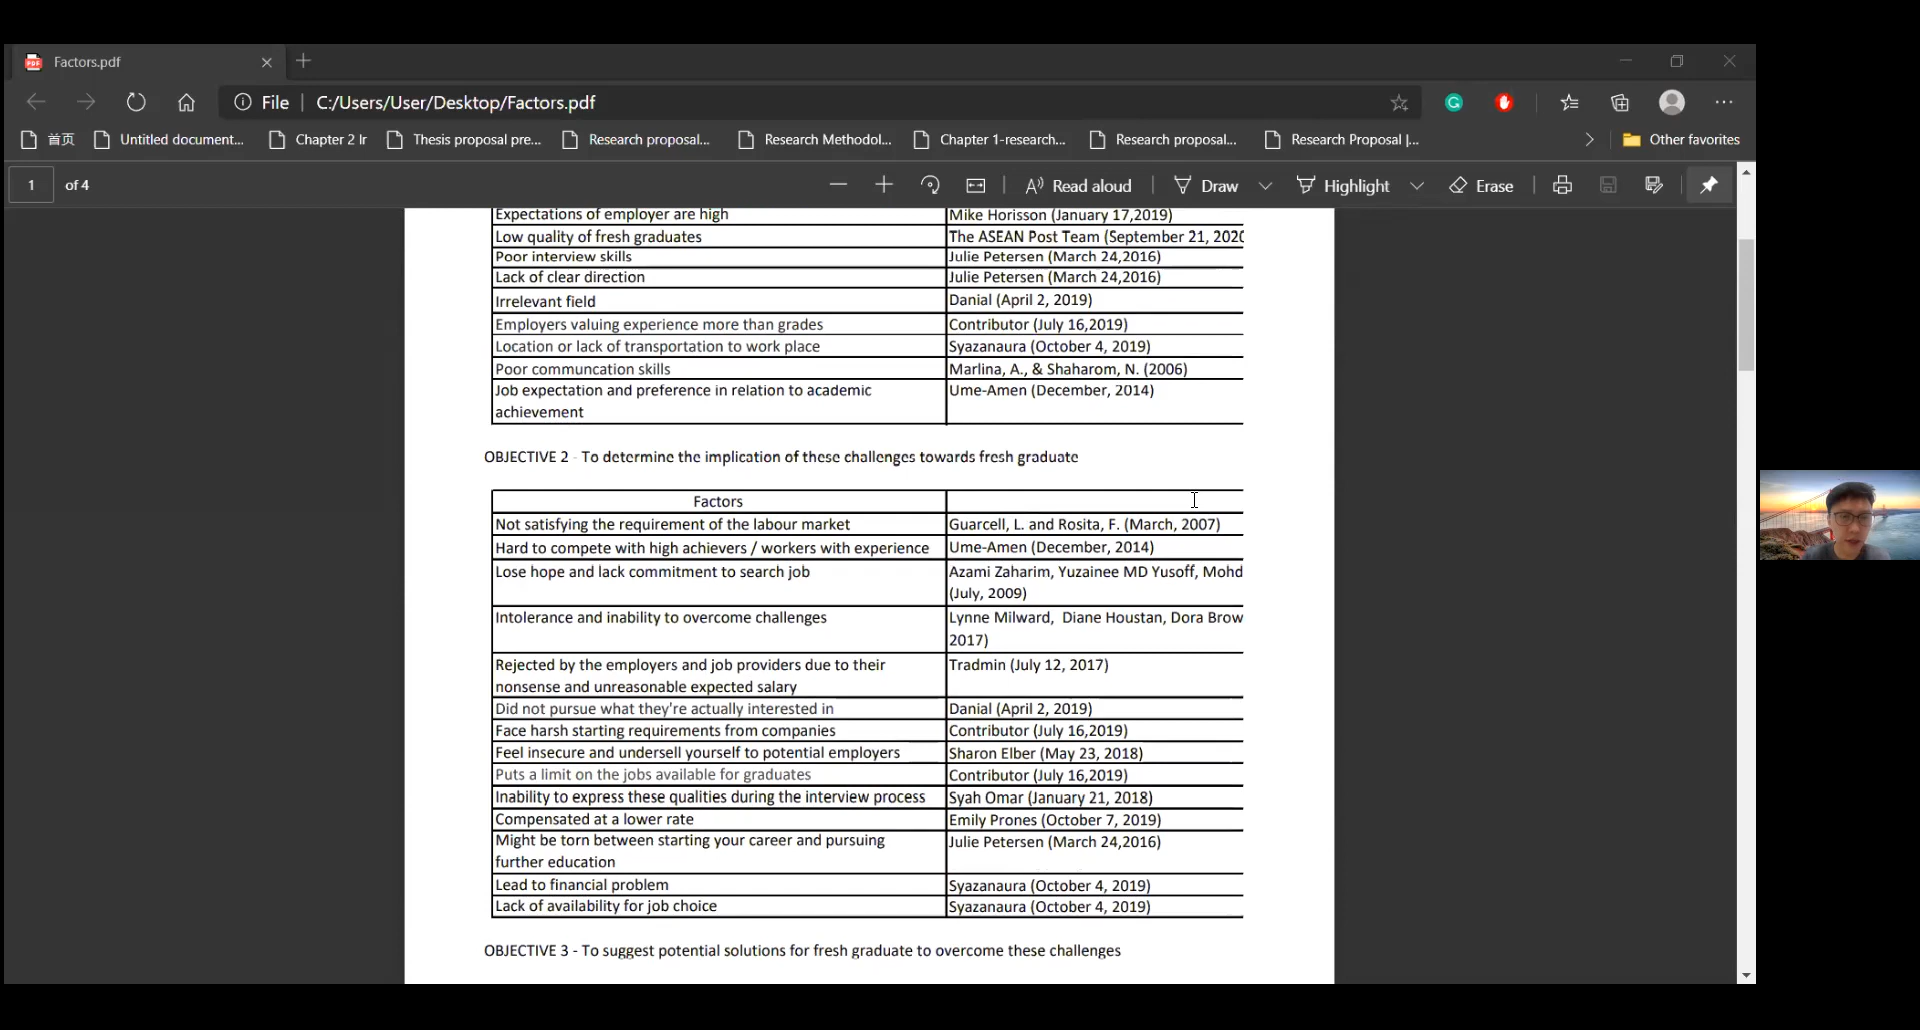 Factors.pdf
File C:/Users/User/Desktop/Factors.pdf
首页 Untitled document... Chapter 2 lr Thesis proposal pre... Research proposal... Research Methodol... Chapter 1-research... Research proposal... Research Proposal |... Other favorites
1 of 4 Read aloud Draw Highlight Erase
Expectations of employer are high Mike Horisson (January 17,2019)
Low quality of fresh graduates The ASEAN Post Team (September 21, 2020
Poor interview skills Julie Petersen (March 24,2016)
Lack of clear direction Julie Petersen (March 24,2016)
Irrelevant field Danial (April 2, 2019)
Employers valuing experience more than grades Contributor (July 16,2019)
Location or lack of transportation to work place Syazanaura (October 4, 2019)
Poor communcation skills Marlina, A., & Shaharom, N. (2006)
Job expectation and preference in relation to academic Ume-Amen (December, 2014)
achievement
OBJECTIVE 2 - To determine the implication of these challenges towards fresh graduate
Factors
Not satisfying the requirement of the labour market Guarcell, L. and Rosita, F. (March, 2007)
Hard to compete with high achievers / workers with experience Ume-Amen (December, 2014)
Lose hope and lack commitment to search job Azami Zaharim, Yuzainee MD Yusoff, Mohd
(July, 2009)
Intolerance and inability to overcome challenges Lynne Milward, Diane Houstan, Dora Brow
2017)
Rejected by the employers and job providers due to their Tradmin (July 12, 2017)
nonsense and unreasonable expected salary
Did not pursue what they're actually interested in Danial (April 2, 2019)
Face harsh starting requirements from companies Contributor (July 16,2019)
Feel insecure and undersell yourself to potential employers Sharon Elber (May 23, 2018)
Puts a limit on the jobs available for graduates Contributor (July 16,2019)
Inability to express these qualities during the interview process Syah Omar (January 21, 2018)
Compensated at a lower rate Emily Prones (October 7, 2019)
Might be torn between starting your career and pursuing Julie Petersen (March 24,2016)
further education
Lead to financial problem Syazanaura (October 4, 2019)
Lack of availability for job choice Syazanaura (October 4, 2019)
OBJECTIVE 3 - To suggest potential solutions for fresh graduate to overcome these challenges